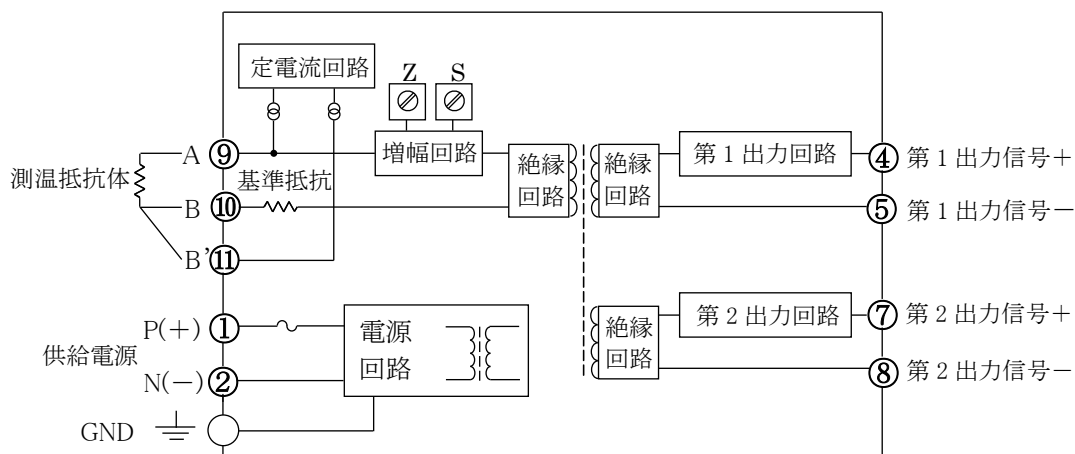 定電流回路
Z
S
A ⑨
増幅回路
絶縁回路
絶縁回路
第1出力回路
④ 第1出力信号+
測温抵抗体
基準抵抗
B ⑩
⑤ 第1出力信号-
B' ⑪
P(+) ①
供給電源
N(-) ②
電源回路
絶縁回路
第2出力回路
⑦ 第2出力信号+
⑧ 第2出力信号-
GND